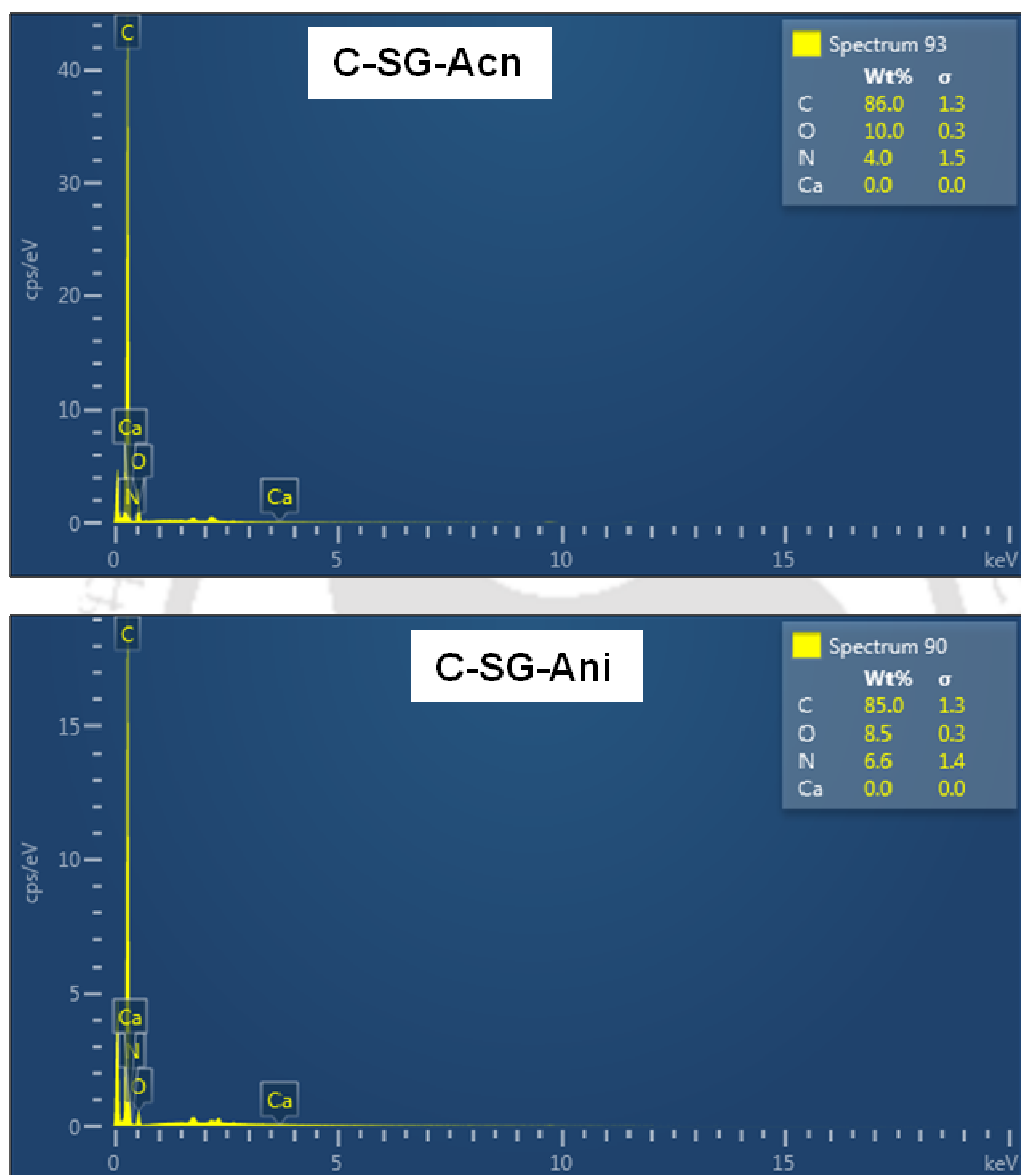 C
C-SG-Acn
Spectrum 93
Wt% σ
C 86.0 1.3
O 10.0 0.3
N 4.0 1.5
Ca 0.0 0.0
cps/eV
40
30
20
10
0
Ca
O
N
Ca
0 5 10 15 keV
C
C-SG-Ani
Spectrum 90
Wt% σ
C 85.0 1.3
O 8.5 0.3
N 6.6 1.4
Ca 0.0 0.0
cps/eV
15
10
5
0
Ca
N
O
Ca
0 5 10 15 keV